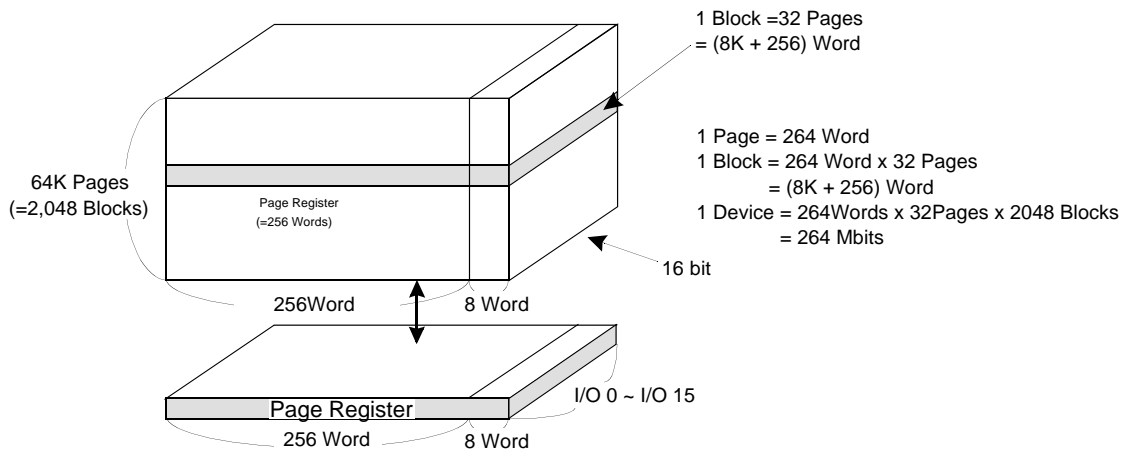 1 Block =32 Pages
= (8K + 256) Word
64K Pages
(=2,048 Blocks)
Page Register
(=256 Words)
1 Page = 264 Word
1 Block = 264 Word x 32 Pages
= (8K + 256) Word
1 Device = 264Words x 32Pages x 2048 Blocks
= 264 Mbits
16 bit
256Word
8 Word
Page Register
I/O 0 ~ I/O 15
256 Word
8 Word